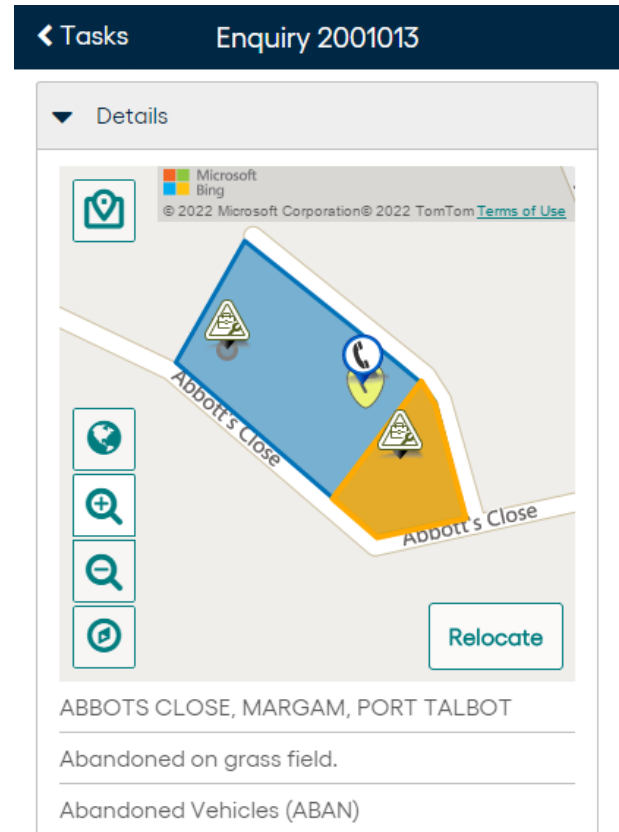 Tasks
Enquiry 2001013
Details
Microsoft
Bing
© 2022 Microsoft Corporation© 2022 TomTom Terms of Use
Abbott's Close
Abbott's Close
Relocate
ABBOTS CLOSE, MARGAM, PORT TALBOT
Abandoned on grass field.
Abandoned Vehicles (ABAN)